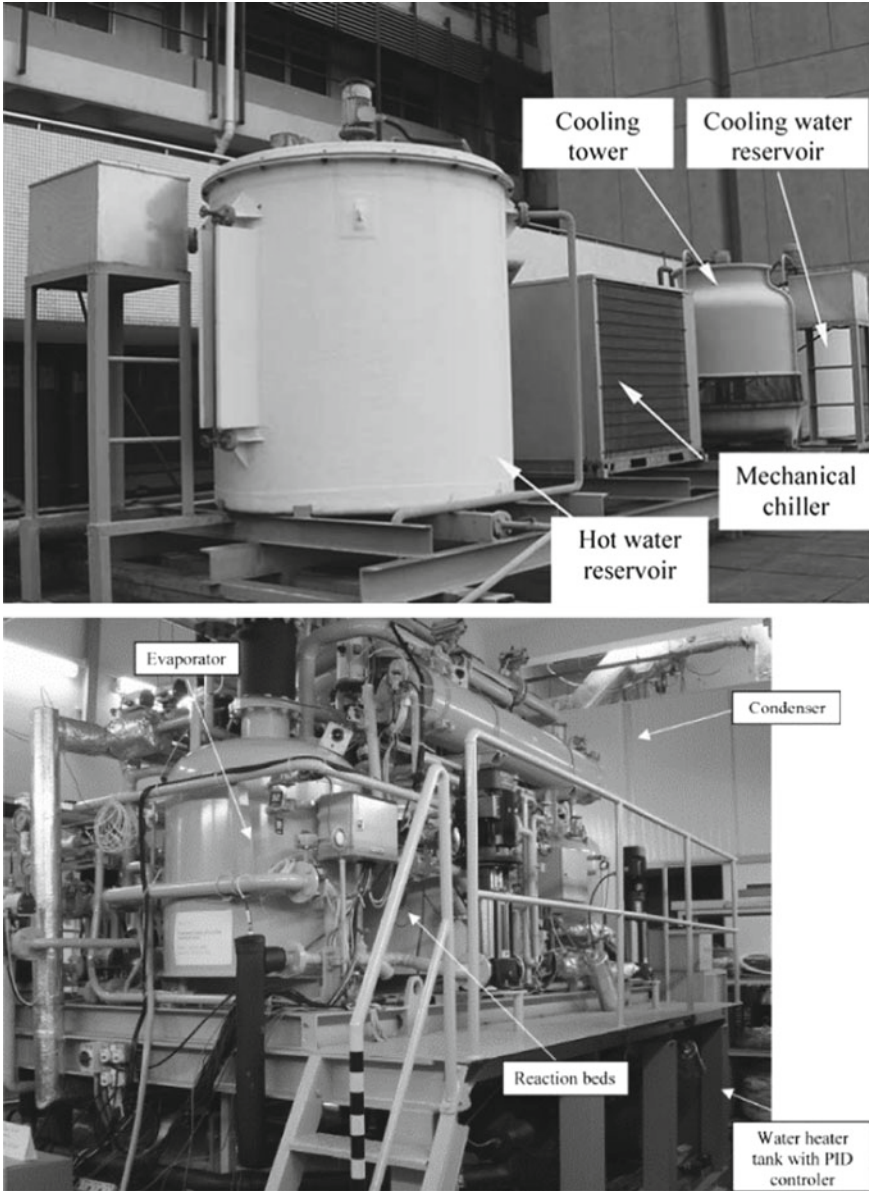 Cooling
tower
Cooling water
reservoir
Mechanical
chiller
Hot water
reservoir
Evaporator
Condenser
Reaction beds
Water heater
tank with PID
controler